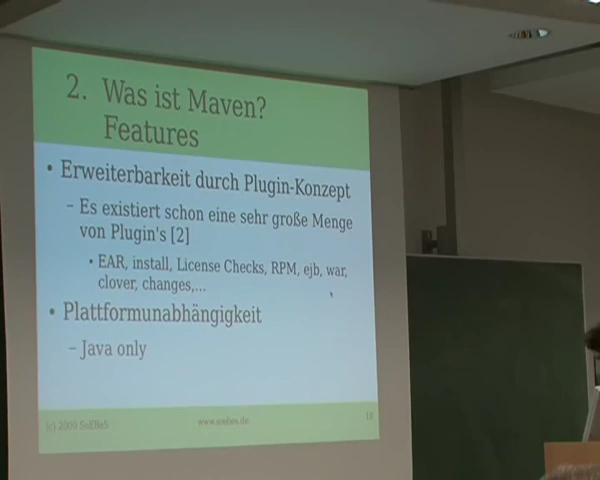 2. Was ist Maven?
Features
• Erweiterbarkeit durch Plugin-Konzept
– Es existiert schon eine sehr große Menge
von Plugin's [2]
• EAR, install, License Checks, RPM, ejb, war,
clover, changes,...
• Plattformunabhängigkeit
– Java only
(c) 2009 SoEBeS www.soebes.de